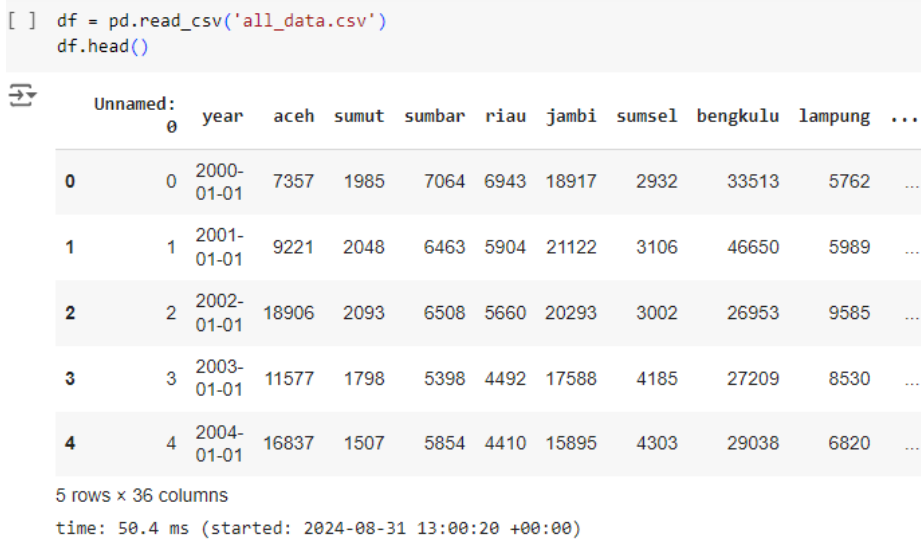 [ ] df = pd.read_csv('all_data.csv')
df.head()
Unnamed: 0 year aceh sumut sumbar riau jambi sumsel bengkulu lampung ...
0 0 2000-01-01 7357 1985 7064 6943 18917 2932 33513 5762 ...
1 1 2001-01-01 9221 2048 6463 5904 21122 3106 46650 5989 ...
2 2 2002-01-01 18906 2093 6508 5660 20293 3002 26953 9585 ...
3 3 2003-01-01 11577 1798 5398 4492 17588 4185 27209 8530 ...
4 4 2004-01-01 16837 1507 5854 4410 15895 4303 29038 6820 ...
5 rows × 36 columns
time: 50.4 ms (started: 2024-08-31 13:00:20 +00:00)